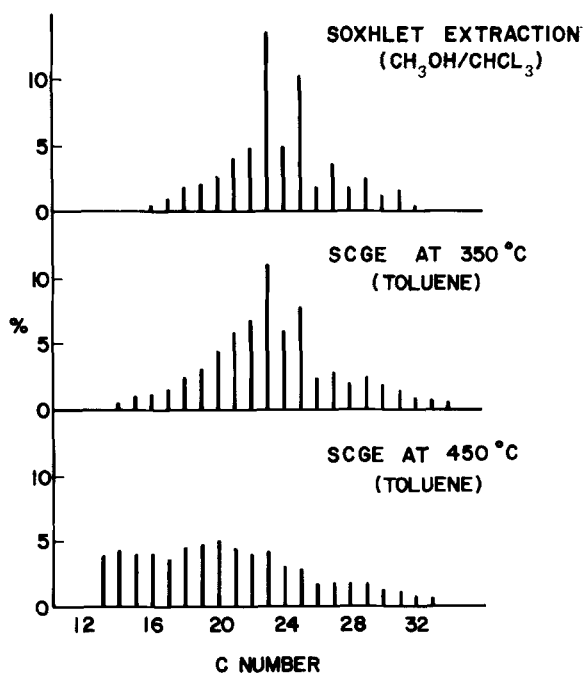 SOXHLET EXTRACTION
(CH₃OH/CHCL₃)
10
5
0
SCGE AT 350 °C
(TOLUENE)
10
%
5
0
SCGE AT 450 °C
(TOLUENE)
10
5
0
12 16 20 24 28 32
C NUMBER